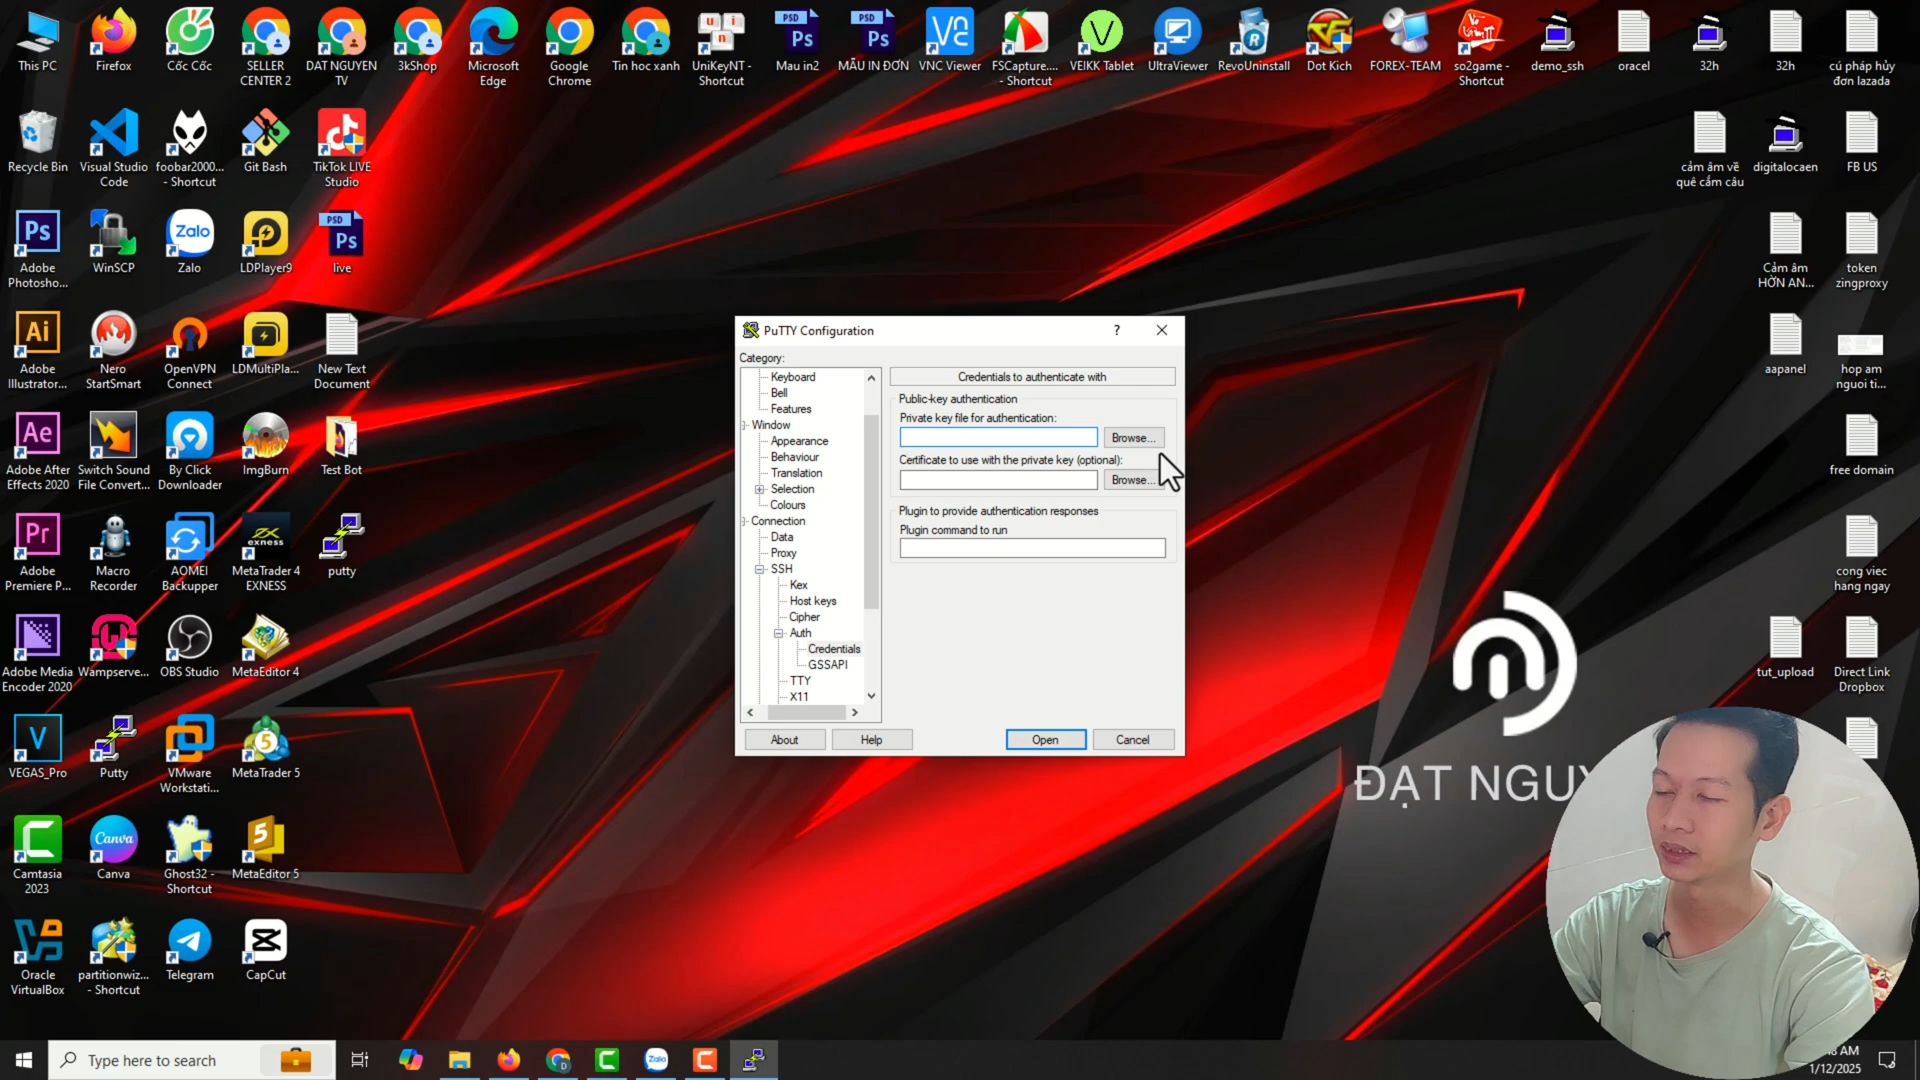 This PC
Firefox
Cốc Cốc
SELLER
CENTER 2
DAT NGUYEN
TV
3kShop
Microsoft
Edge
Google
Chrome
Tin hoc xanh
UniKeyNT -
Shortcut
Mau in2
MẪU IN ĐƠN
VNC Viewer
FSCapture....
- Shortcut
VEIKK Tablet
UltraViewer
RevoUninstall
Dot Kich
FOREX-TEAM
so2game -
Shortcut
demo_ssh
oracel
32h
32h
cú pháp hủy
đơn lazada
Recycle Bin
Visual Studio
Code
foobar2000...
- Shortcut
Git Bash
TikTok LIVE
Studio
cảm âm về
quê cắm câu
digitalocaen
FB US
Adobe
Photosho...
WinSCP
Zalo
LDPlayer9
live
Cảm âm
HỜN AN...
token
zingproxy
Adobe
Illustrator...
Nero
StartSmart
OpenVPN
Connect
LDMultiPla...
New Text
Document
aapanel
hop am
nguoi ti...
Adobe After
Effects 2020
Switch Sound
File Convert...
By Click
Downloader
ImgBurn
Test Bot
free domain
Adobe
Premiere P...
Macro
Recorder
AOMEI
Backupper
MetaTrader 4
EXNESS
putty
cong viec
hang ngay
Adobe Media
Encoder 2020
Wampserve...
OBS Studio
MetaEditor 4
tut_upload
Direct Link
Dropbox
VEGAS_Pro
Putty
VMware
Workstati...
MetaTrader 5
Camtasia
2023
Canva
Ghost32 -
Shortcut
MetaEditor 5
Oracle
VirtualBox
partitionwiz...
- Shortcut
Telegram
CapCut
PuTTY Configuration
?
Category:
Keyboard
Bell
Features
Window
Appearance
Behaviour
Translation
Selection
Colours
Connection
Data
Proxy
SSH
Kex
Host keys
Cipher
Auth
Credentials
GSSAPI
TTY
X11
Credentials to authenticate with
Public-key authentication
Private key file for authentication:
Browse...
Certificate to use with the private key (optional):
Browse...
Plugin to provide authentication responses
Plugin command to run
About
Help
Open
Cancel
ĐẠT NGUY
Type here to search
AM
1/12/2025